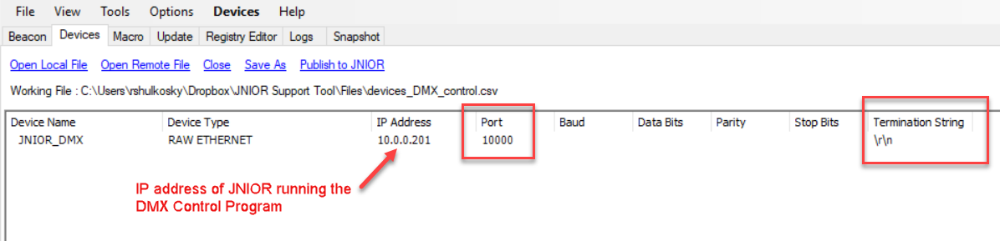 File View Tools Options Devices Help
Beacon Devices Macro Update Registry Editor Logs Snapshot
Open Local File Open Remote File Close Save As Publish to JNIOR
Working File : C:\Users\rshulkosky\Dropbox\JNIOR Support Tool\Files\devices_DMX_control.csv
Device Name Device Type IP Address Port Baud Data Bits Parity Stop Bits Termination String
JNIOR_DMX RAW ETHERNET 10.0.0.201 10000 \r\n
IP address of JNIOR running the
DMX Control Program